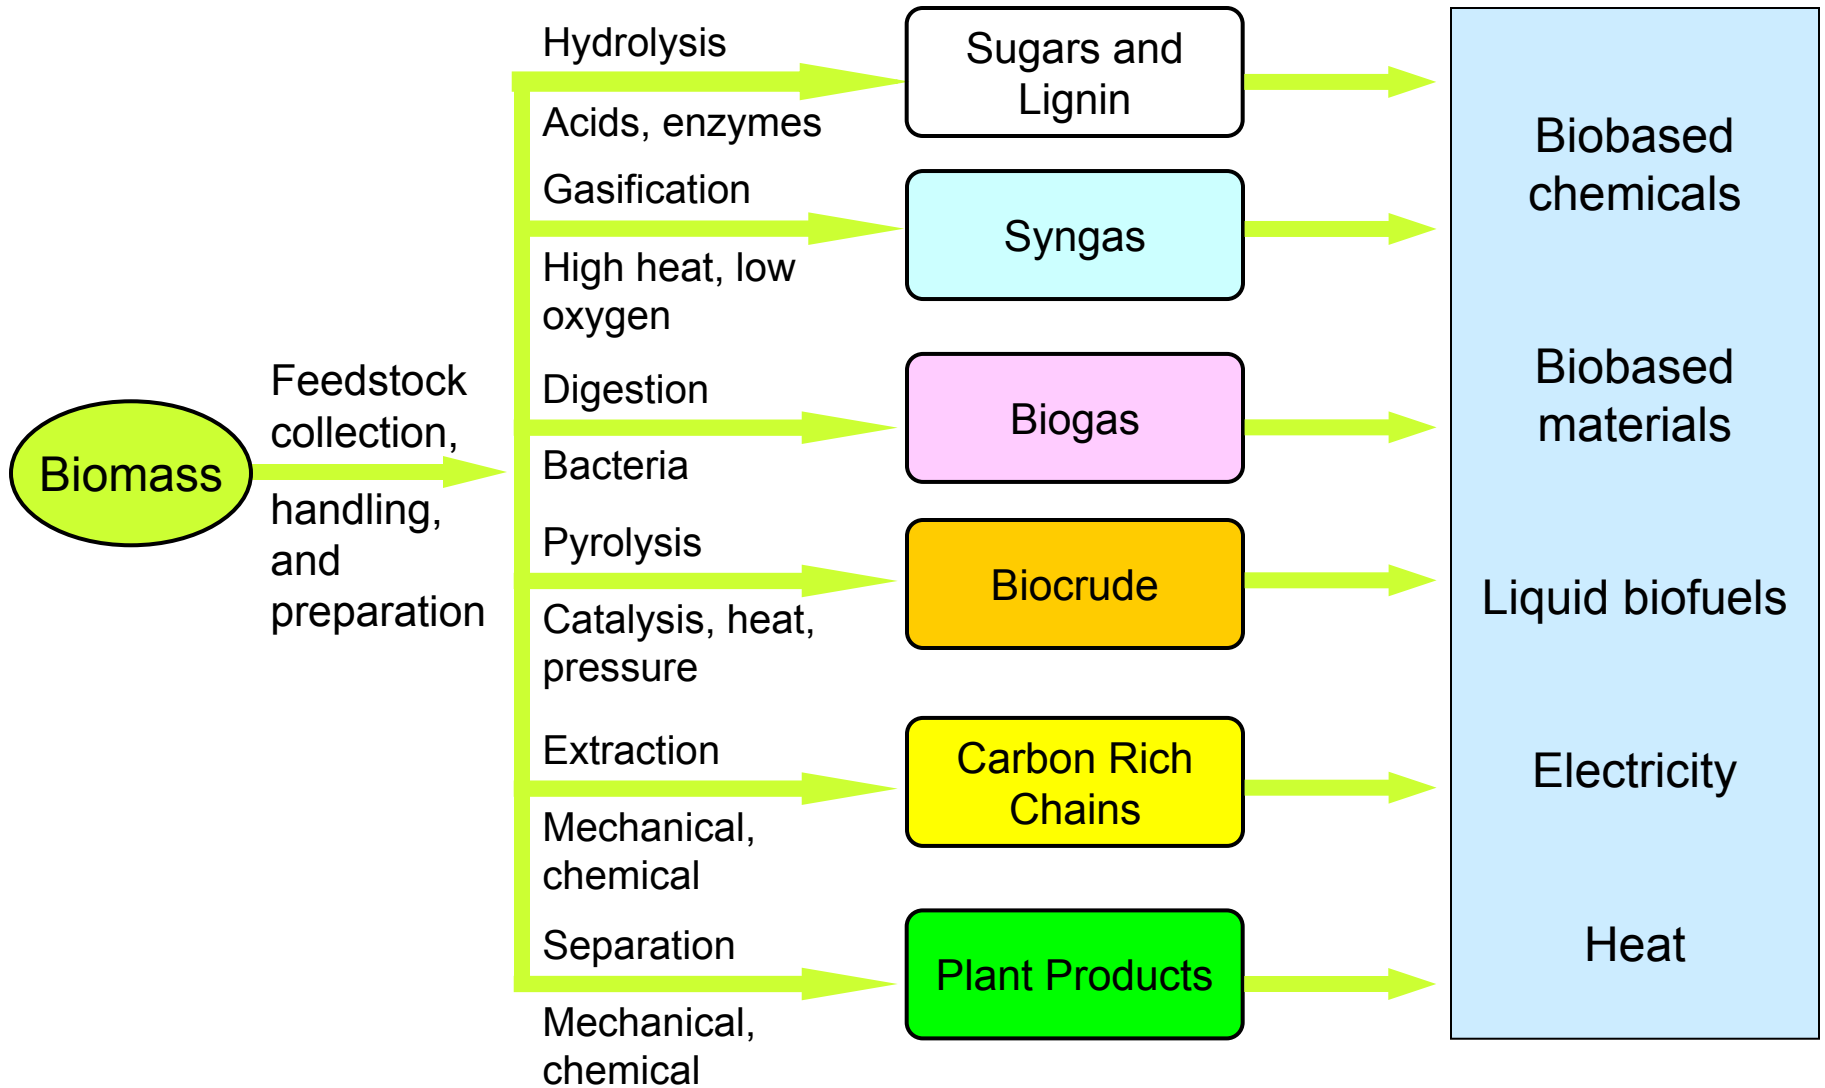 Biomass
Feedstock
collection,
handling,
and
preparation
Hydrolysis
Acids, enzymes
Sugars and
Lignin
Gasification
High heat, low
oxygen
Syngas
Digestion
Bacteria
Biogas
Pyrolysis
Catalysis, heat,
pressure
Biocrude
Extraction
Mechanical,
chemical
Carbon Rich
Chains
Separation
Mechanical,
chemical
Plant Products
Biobased
chemicals
Biobased
materials
Liquid biofuels
Electricity
Heat